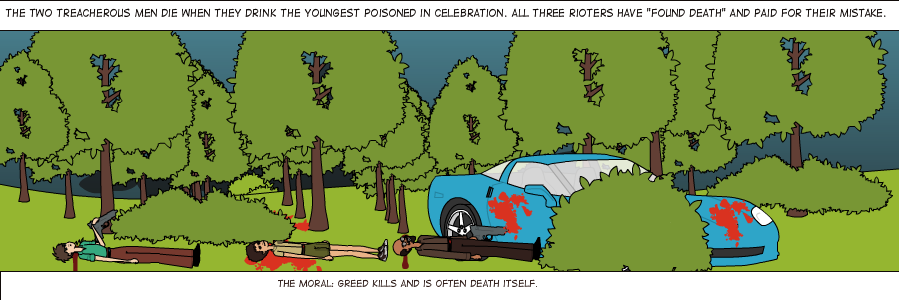 THE TWO TREACHEROUS MEN DIE WHEN THEY DRINK THE YOUNGEST POISONED IN CELEBRATION. ALL THREE RIOTERS HAVE "FOUND DEATH" AND PAID FOR THEIR MISTAKE.
THE MORAL: GREED KILLS AND IS OFTEN DEATH ITSELF.